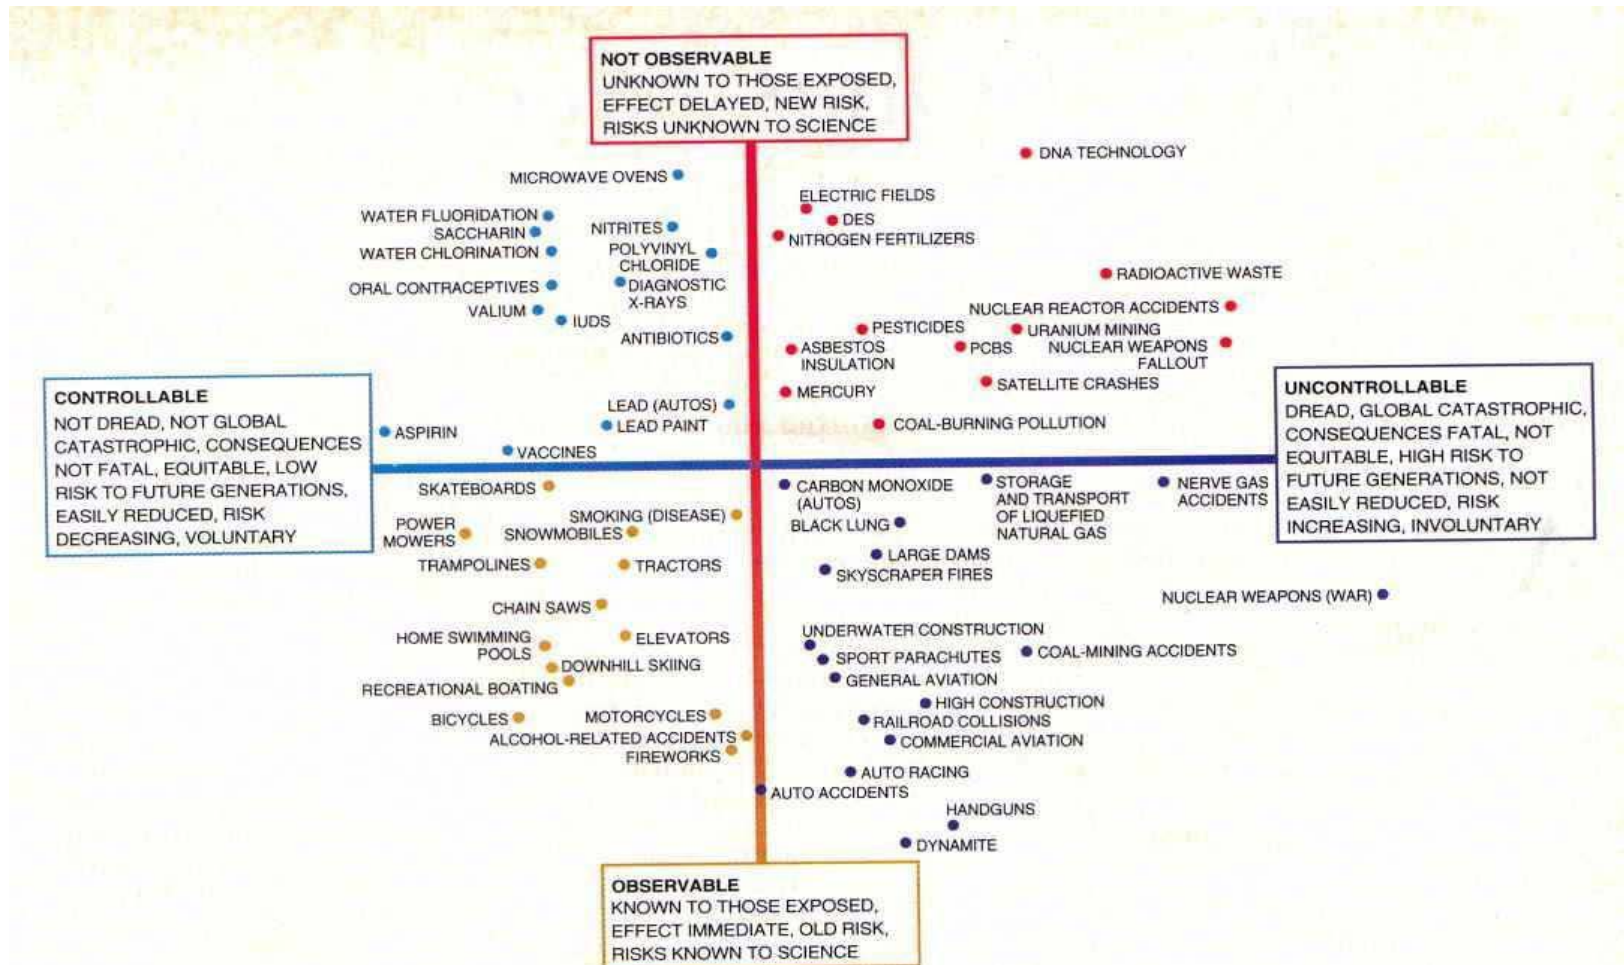 NOT OBSERVABLE
UNKNOWN TO THOSE EXPOSED,
EFFECT DELAYED, NEW RISK,
RISKS UNKNOWN TO SCIENCE
DNA TECHNOLOGY
MICROWAVE OVENS
ELECTRIC FIELDS
WATER FLUORIDATION
DES
SACCHARIN
NITRITES
NITROGEN FERTILIZERS
WATER CHLORINATION
POLYVINYL
CHLORIDE
RADIOACTIVE WASTE
ORAL CONTRACEPTIVES
DIAGNOSTIC
X-RAYS
VALIUM
NUCLEAR REACTOR ACCIDENTS
IUDS
PESTICIDES
URANIUM MINING
ANTIBIOTICS
ASBESTOS
INSULATION
PCBS
NUCLEAR WEAPONS
FALLOUT
SATELLITE CRASHES
MERCURY
CONTROLLABLE
NOT DREAD, NOT GLOBAL
CATASTROPHIC, CONSEQUENCES
NOT FATAL, EQUITABLE, LOW
RISK TO FUTURE GENERATIONS,
EASILY REDUCED, RISK
DECREASING, VOLUNTARY
LEAD (AUTOS)
LEAD PAINT
COAL-BURNING POLLUTION
ASPIRIN
VACCINES
UNCONTROLLABLE
DREAD, GLOBAL CATASTROPHIC,
CONSEQUENCES FATAL, NOT
EQUITABLE, HIGH RISK TO
FUTURE GENERATIONS, NOT
EASILY REDUCED, RISK
INCREASING, INVOLUNTARY
SKATEBOARDS
CARBON MONOXIDE
(AUTOS)
STORAGE
AND TRANSPORT
OF LIQUEFIED
NATURAL GAS
NERVE GAS
ACCIDENTS
SMOKING (DISEASE)
POWER
MOWERS
SNOWMOBILES
BLACK LUNG
TRAMPOLINES
TRACTORS
LARGE DAMS
SKYSCRAPER FIRES
NUCLEAR WEAPONS (WAR)
CHAIN SAWS
HOME SWIMMING
POOLS
ELEVATORS
UNDERWATER CONSTRUCTION
SPORT PARACHUTES
COAL-MINING ACCIDENTS
DOWNHILL SKIING
GENERAL AVIATION
RECREATIONAL BOATING
HIGH CONSTRUCTION
BICYCLES
MOTORCYCLES
RAILROAD COLLISIONS
ALCOHOL-RELATED ACCIDENTS
COMMERCIAL AVIATION
FIREWORKS
AUTO RACING
AUTO ACCIDENTS
HANDGUNS
DYNAMITE
OBSERVABLE
KNOWN TO THOSE EXPOSED,
EFFECT IMMEDIATE, OLD RISK,
RISKS KNOWN TO SCIENCE